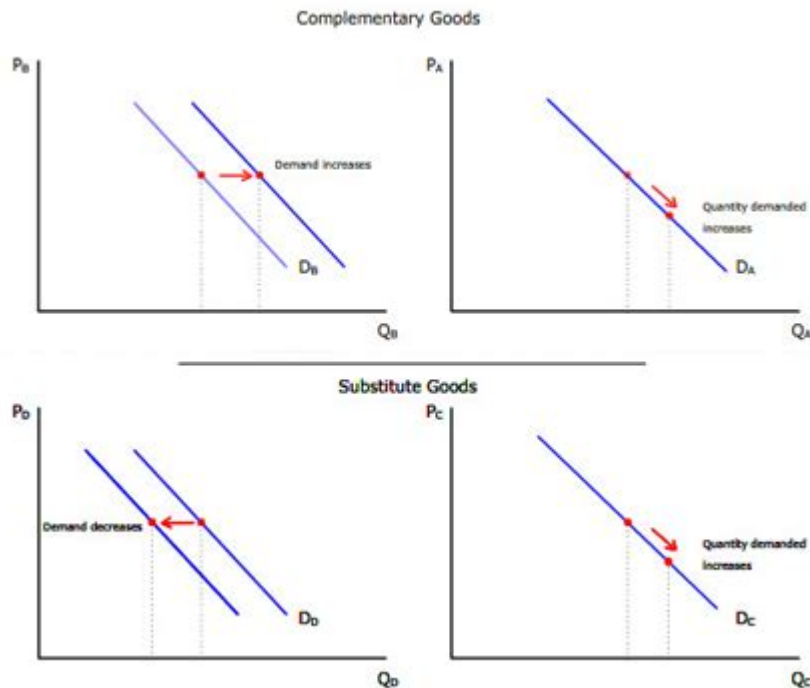 Complementary Goods
P_B
P_A
Demand increases
Quantity demanded
increases
D_B
D_A
Q_B
Q_A
Substitute Goods
P_D
P_C
Demand decreases
Quantity demanded
increases
D_D
D_C
Q_D
Q_C